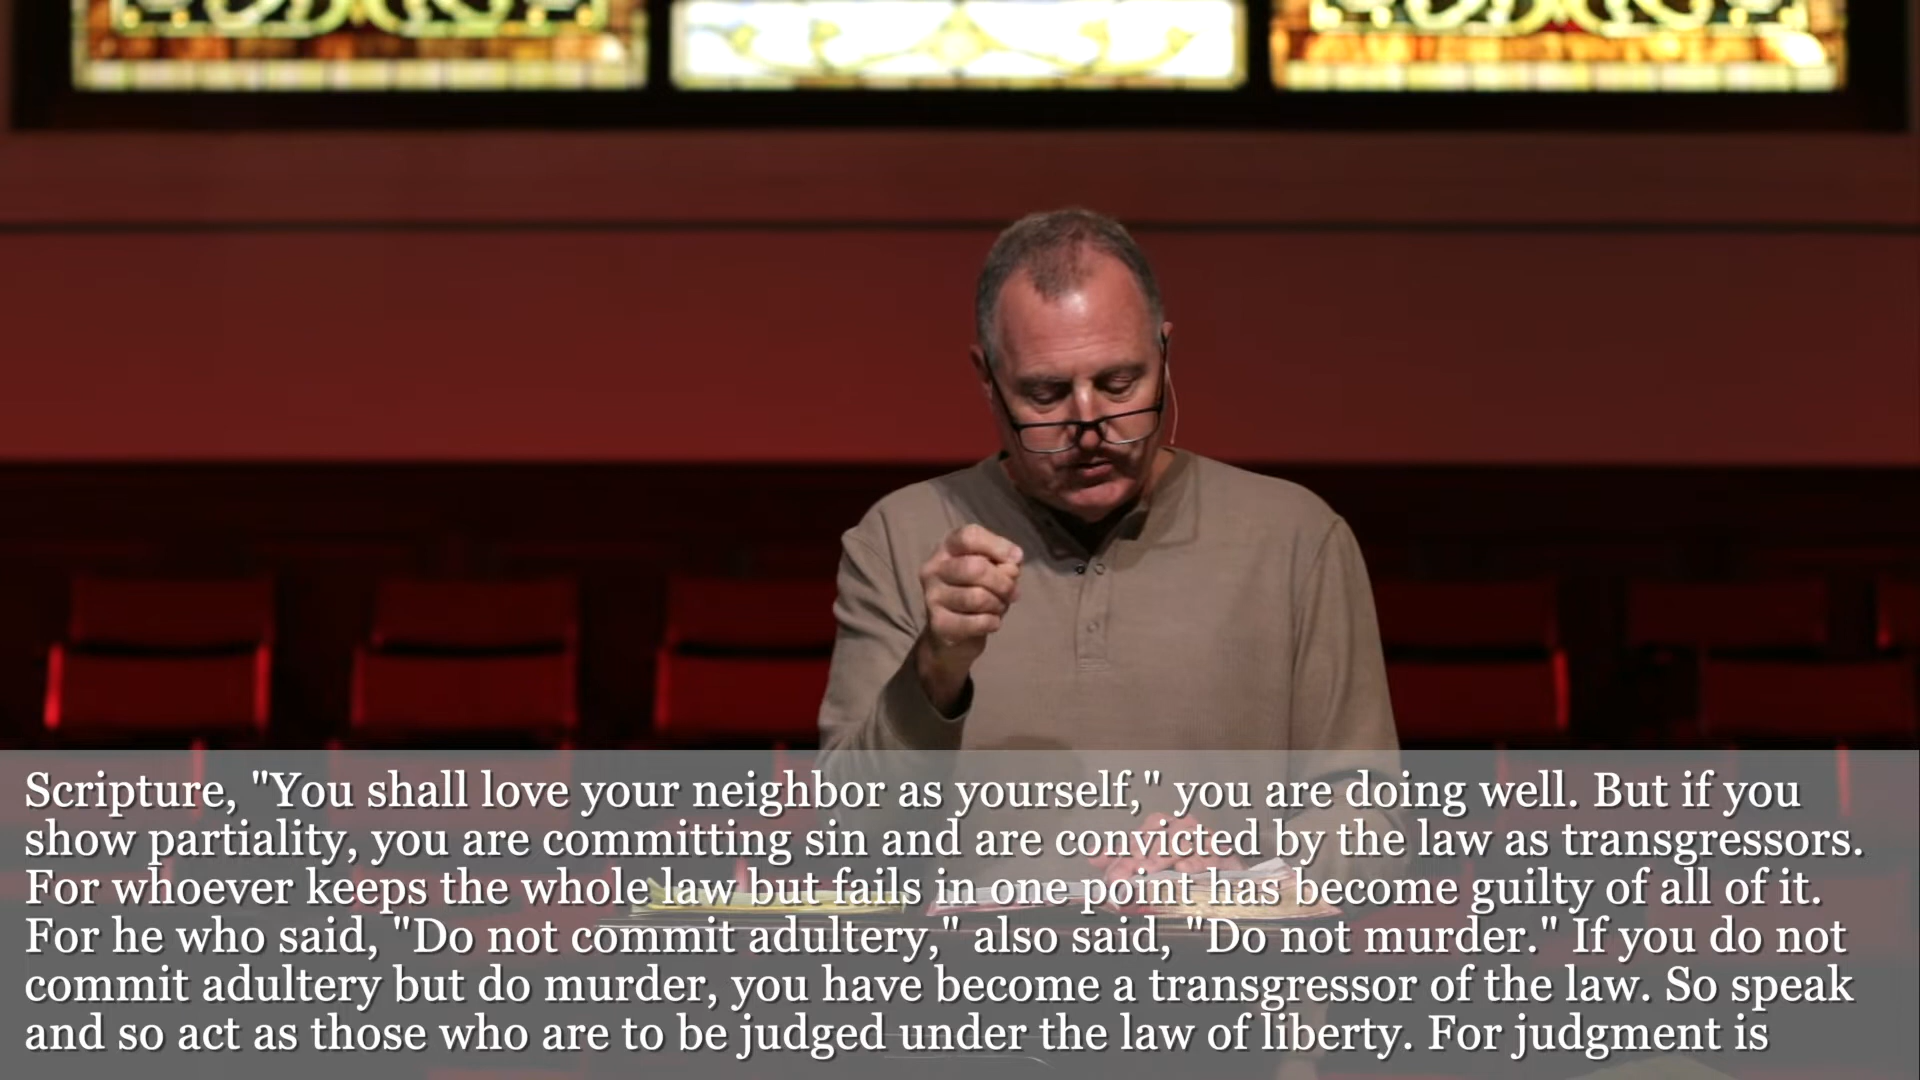 Scripture, "You shall love your neighbor as yourself," you are doing well. But if you
show partiality, you are committing sin and are convicted by the law as transgressors.
For whoever keeps the whole law but fails in one point has become guilty of all of it.
For he who said, "Do not commit adultery," also said, "Do not murder." If you do not
commit adultery but do murder, you have become a transgressor of the law. So speak
and so act as those who are to be judged under the law of liberty. For judgment is